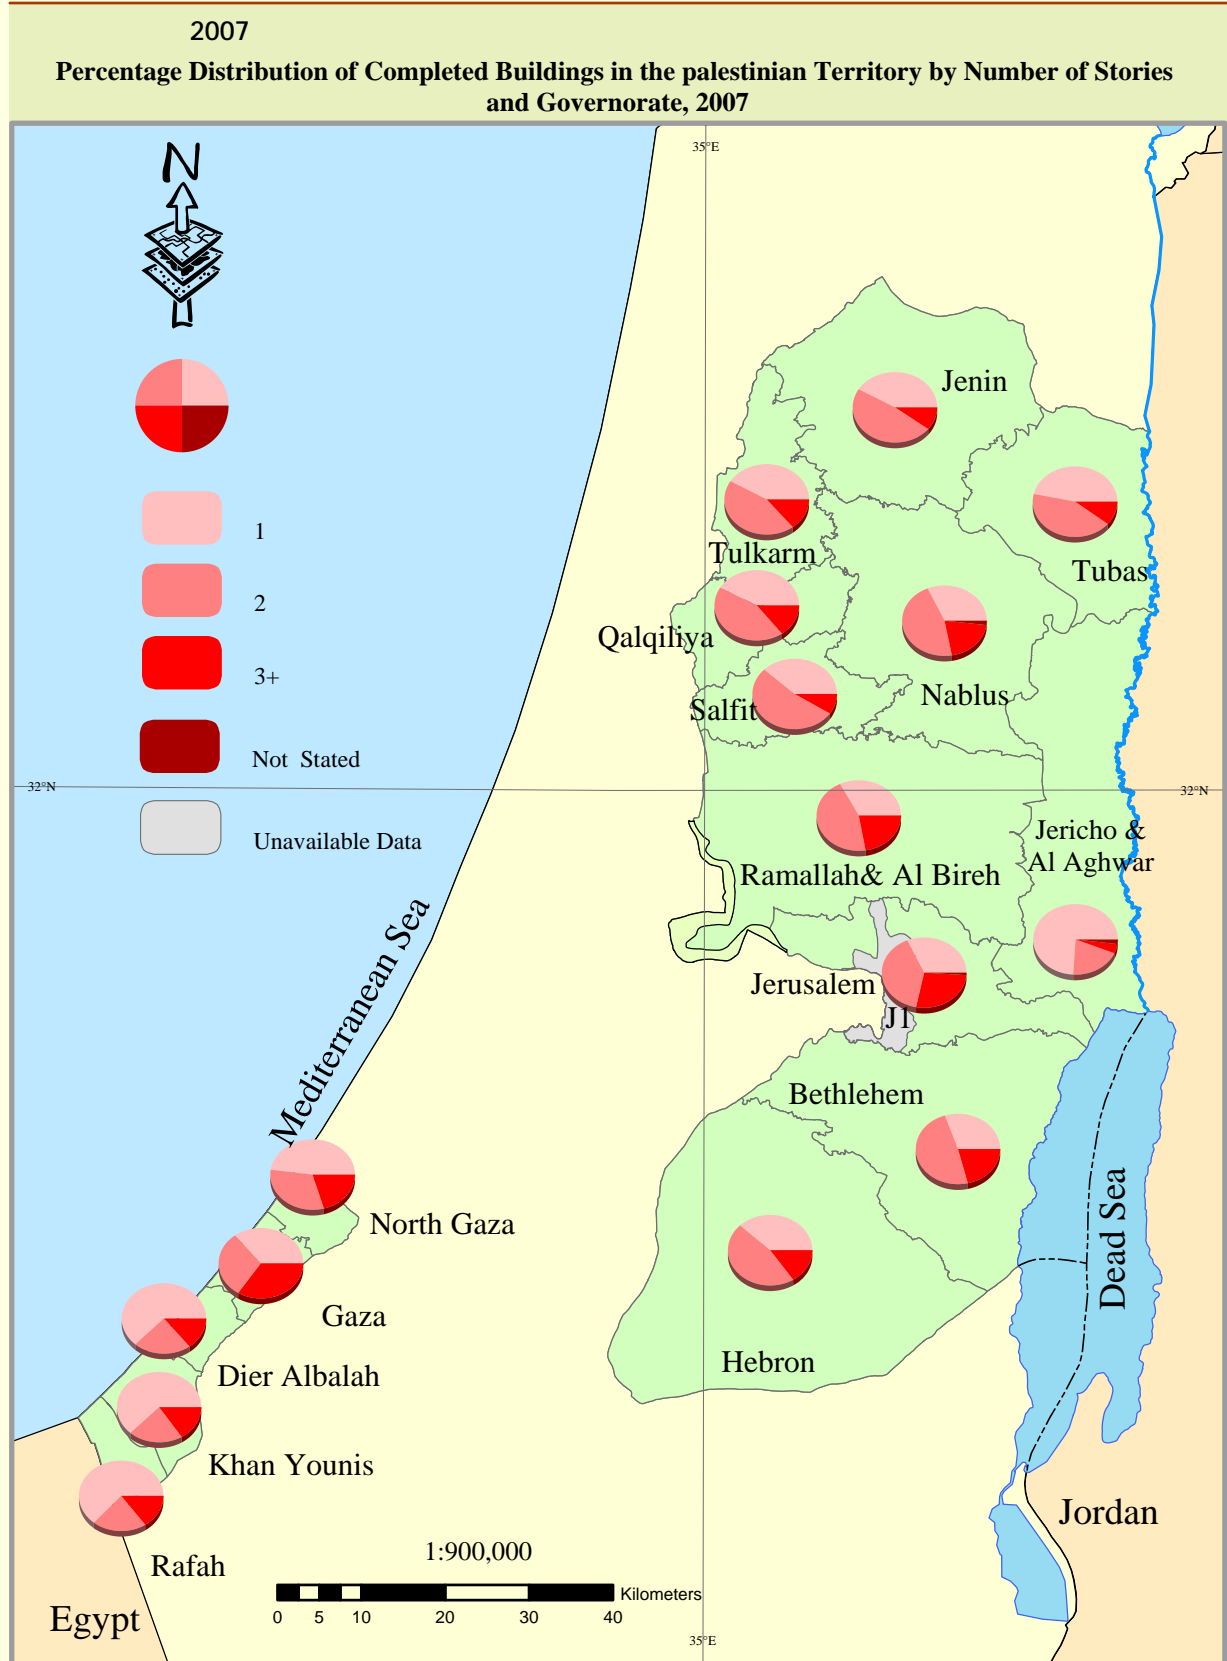 2007
Percentage Distribution of Completed Buildings in the palestinian Territory by Number of Stories
and Governorate, 2007
35°E
N
Jenin
1
Tulkarm
Tubas
2
Qalqiliya
3+
Nablus
Salfit
Not Stated
32°N
32°N
Unavailable Data
Jericho &
Al Aghwar
Ramallah& Al Bireh
Mediterranean Sea
Jerusalem
J1
Bethlehem
Dead Sea
North Gaza
Gaza
Hebron
Dier Albalah
Khan Younis
Jordan
1:900,000
Rafah
Kilometers
0 5 10 20 30 40
Egypt
35°E